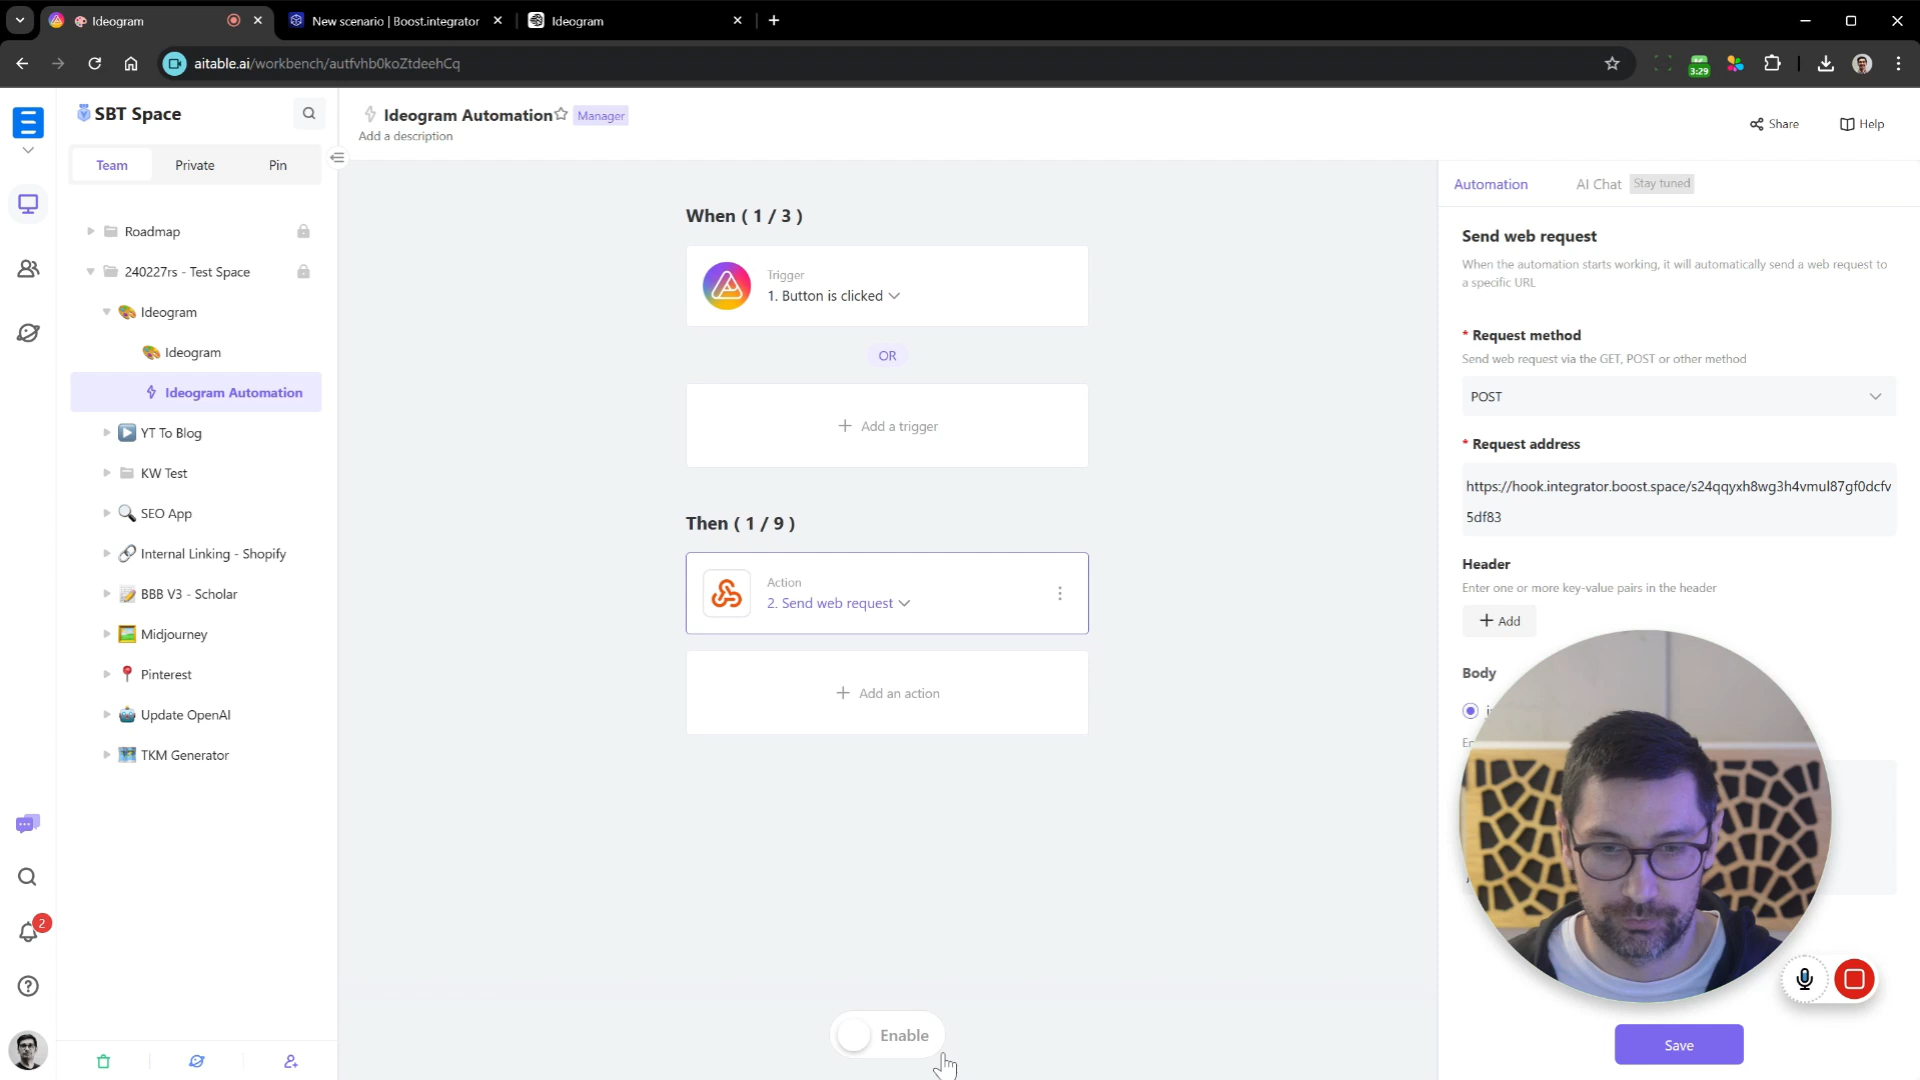 Ideogram
New scenario | Boost.integrator
Ideogram
aitable.ai/workbench/autfvhb0koZtdeehCq
3:29
SBT Space
Team
Private
Pin
Roadmap
240227rs - Test Space
Ideogram
Ideogram
Ideogram Automation
YT To Blog
KW Test
SEO App
Internal Linking - Shopify
BBB V3 - Scholar
Midjourney
Pinterest
Update OpenAI
TKM Generator
2
Ideogram Automation
Manager
Add a description
Share
Help
When ( 1 / 3 )
Trigger
1. Button is clicked
OR
Add a trigger
Then ( 1 / 9 )
Action
2. Send web request
Add an action
Enable
Automation
AI Chat
Stay tuned
Send web request
When the automation starts working, it will automatically send a web request to
a specific URL
* Request method
Send web request via the GET, POST or other method
POST
* Request address
https://hook.integrator.boost.space/s24qqyxh8wg3h4vmul87gf0dcfv
5df83
Header
Enter one or more key-value pairs in the header
Add
Body
Save